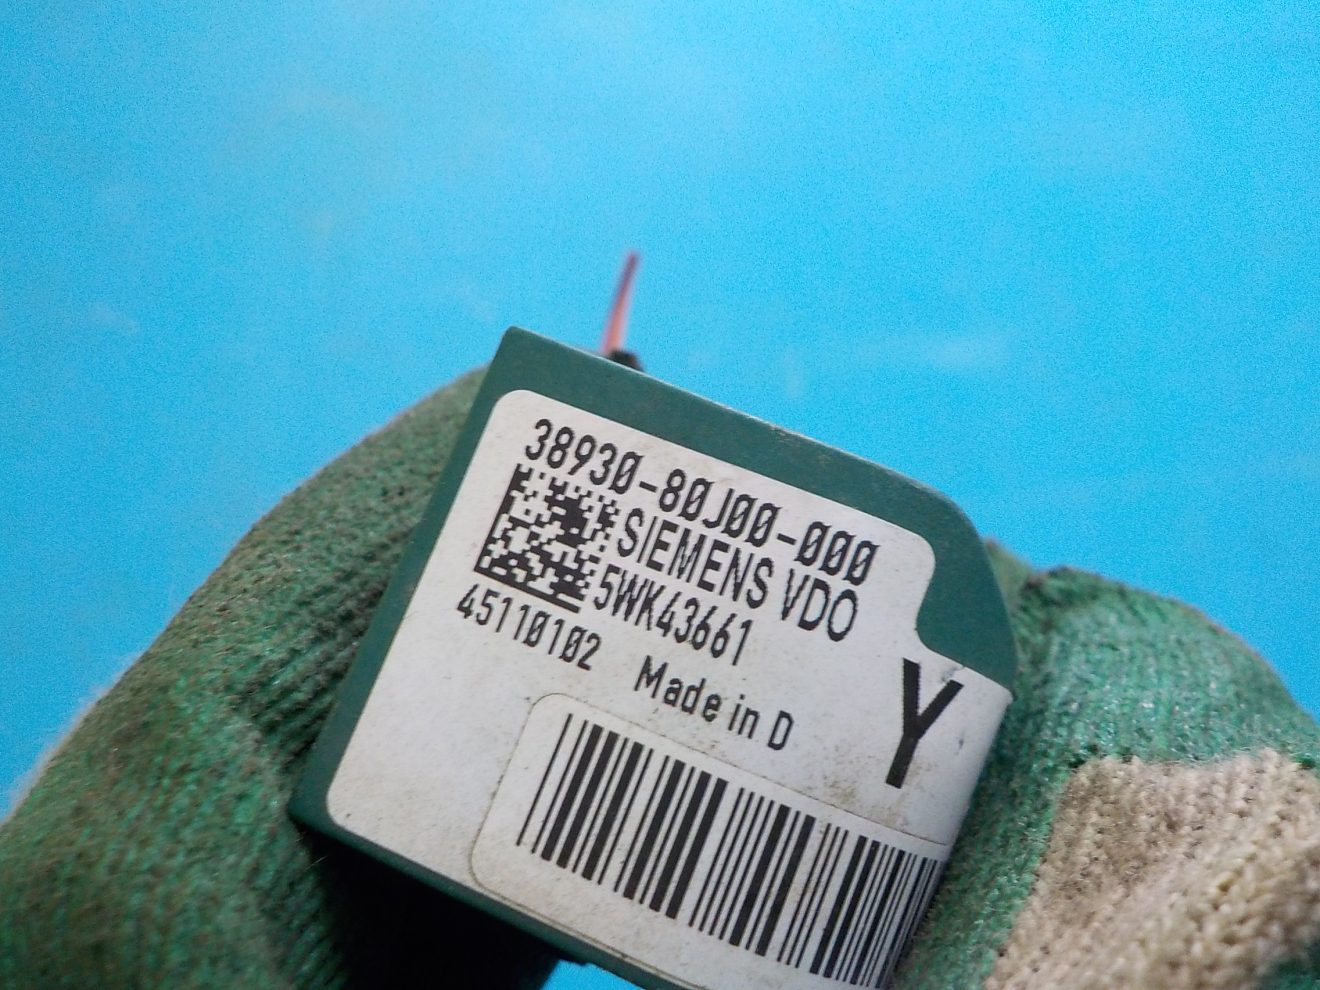 38930-80J00-000
SIEMENS VDO
5WK43661
45110102 Made in D
Y